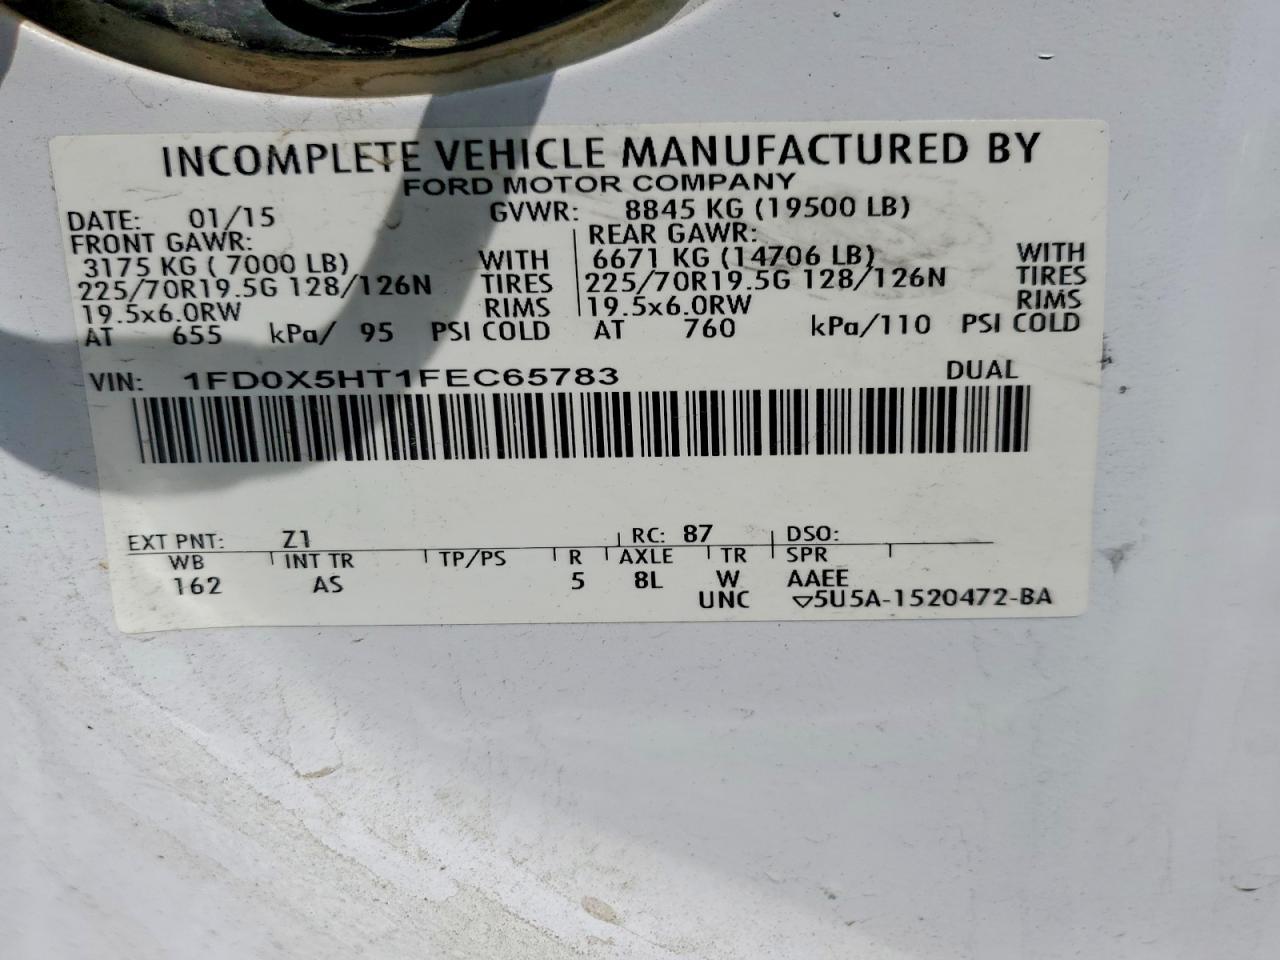 INCOMPLETE VEHICLE MANUFACTURED BY
FORD MOTOR COMPANY
DATE: 01/15 GVWR: 8845 KG (19500 LB)
FRONT GAWR: REAR GAWR:
3175 KG ( 7000 LB) WITH 6671 KG (14706 LB) WITH
225/70R19.5G 128/126N TIRES 225/70R19.5G 128/126N TIRES
19.5x6.0RW RIMS 19.5x6.0RW RIMS
AT 655 kPa/ 95 PSI COLD AT 760 kPa/110 PSI COLD
VIN: 1FD0X5HT1FEC65783 DUAL
EXT PNT: Z1 RC: 87 DSO:
WB INT TR TP/PS R AXLE TR SPR
162 AS 5 8L W AAEE
UNC ▽5U5A-1520472-BA